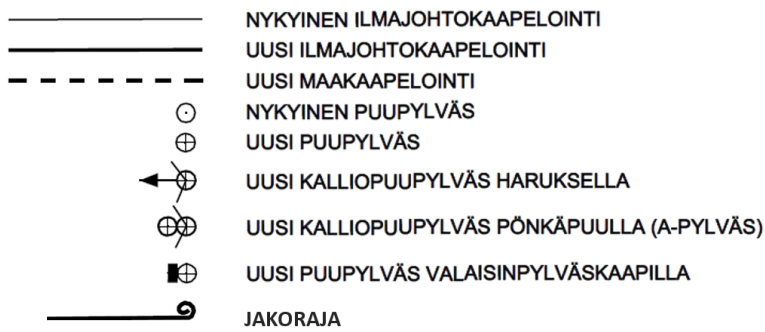 NYKYINEN ILMAJOHTOKAAPELOINTI
UUSI ILMAJOHTOKAAPELOINTI
UUSI MAAKAAPELOINTI
NYKYINEN PUUPYLVÄS
UUSI PUUPYLVÄS
UUSI KALLIOPUUPYLVÄS HARUKSELLA
UUSI KALLIOPUUPYLVÄS PÖNKÄPUULLA (A-PYLVÄS)
UUSI PUUPYLVÄS VALAISINPYLVÄSKAAPILLA
JAKORAJA